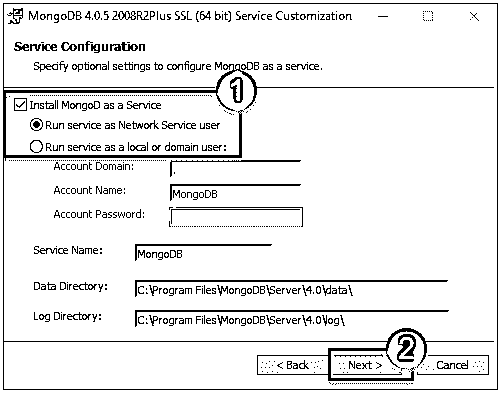 MongoDB 4.0.5 2008R2Plus SSL (64 bit) Service Customization
Service Configuration
Specify optional settings to configure MongoDB as a service.
1
Install MongoD as a Service
Run service as Network Service user
Run service as a local or domain user:
Account Domain: .
Account Name: MongoDB
Account Password:
Service Name: MongoDB
Data Directory: C:\Program Files\MongoDB\Server\4.0\data\
Log Directory: C:\Program Files\MongoDB\Server\4.0\log\
2
< Back Next > Cancel